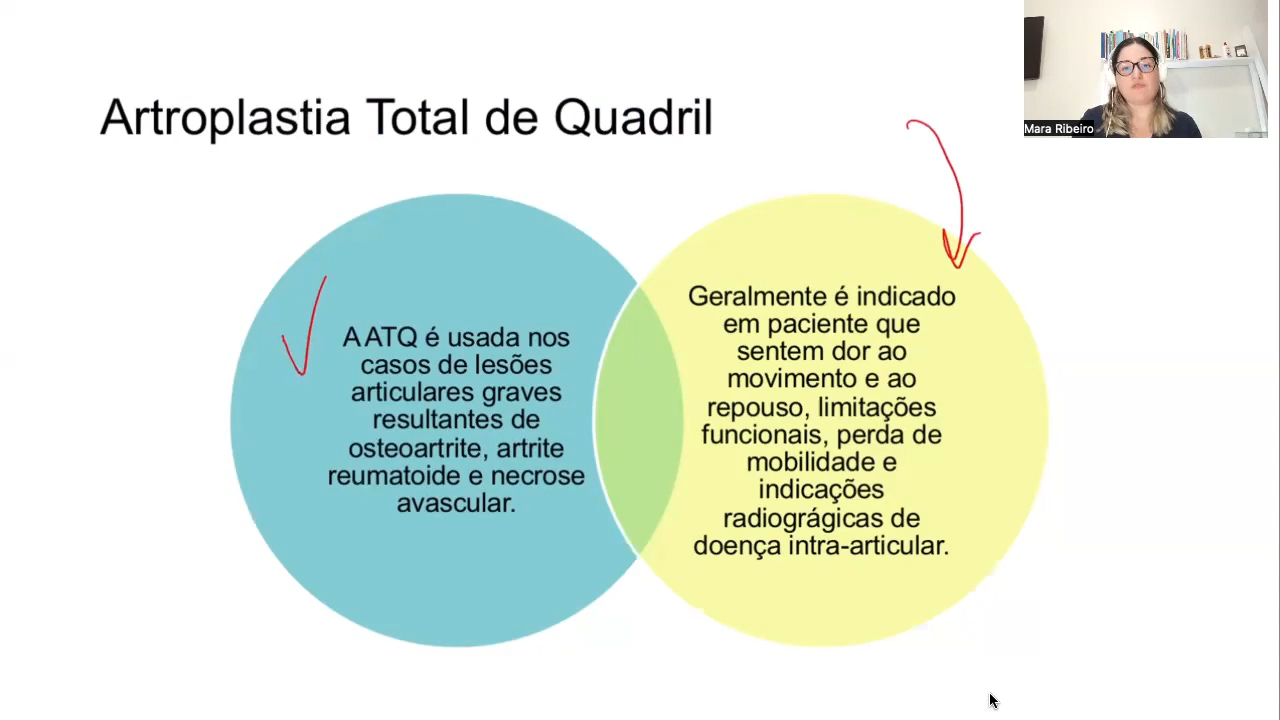 Artroplastia Total de Quadril
Mara Ribeiro
A ATQ é usada nos
casos de lesões
articulares graves
resultantes de
osteoartrite, artrite
reumatoide e necrose
avascular.
Geralmente é indicado
em paciente que
sentem dor ao
movimento e ao
repouso, limitações
funcionais, perda de
mobilidade e
indicações
radiográgicas de
doença intra-articular.